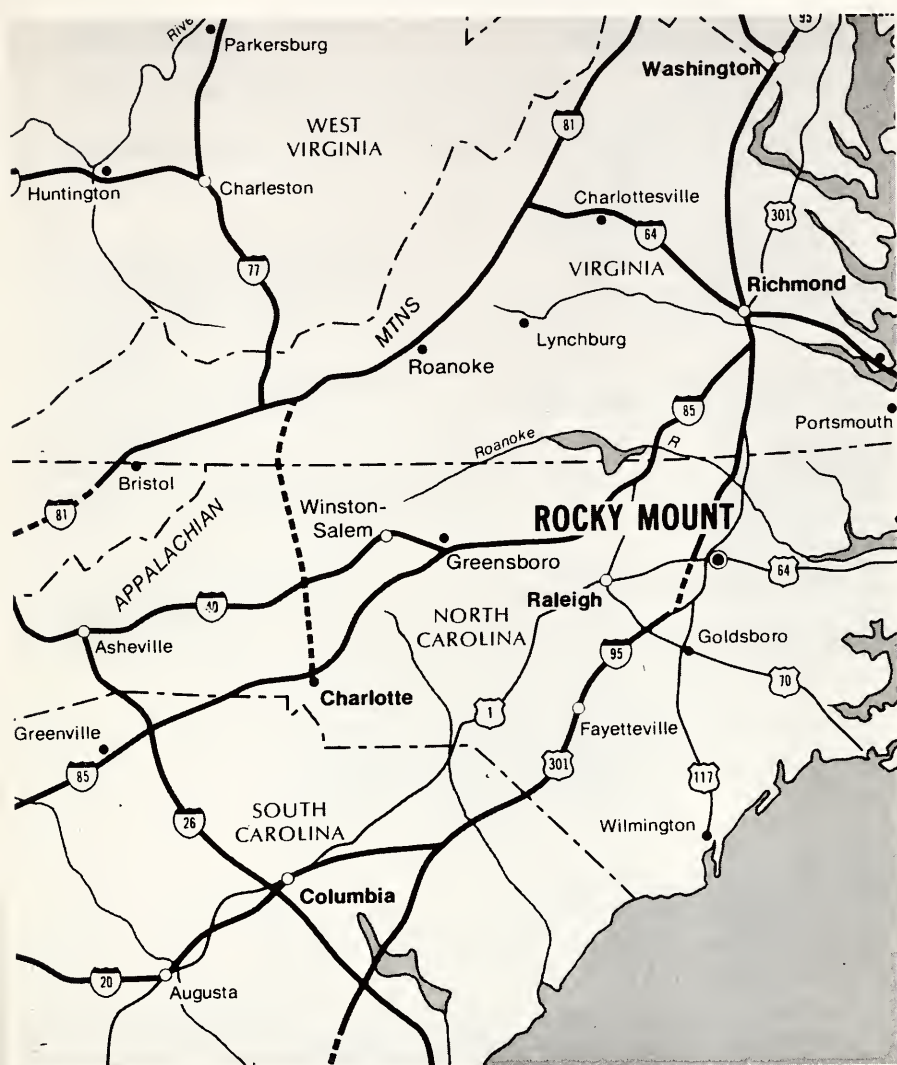 95
Rive
Parkersburg
Washington
81
WEST
VIRGINIA
Huntington
Charleston
Charlottesville
301
64
77
VIRGINIA
Richmond
MTNS
Lynchburg
Roanoke
85
Portsmouth
Roanoke
R
Bristol
81
Winston-
Salem
ROCKY MOUNT
APPALACHIAN
Greensboro
64
40
Raleigh
NORTH
CAROLINA
Asheville
95
Goldsboro
70
Charlotte
1
Fayetteville
Greenville
85
301
117
26
SOUTH
CAROLINA
Wilmington
Columbia
20
Augusta